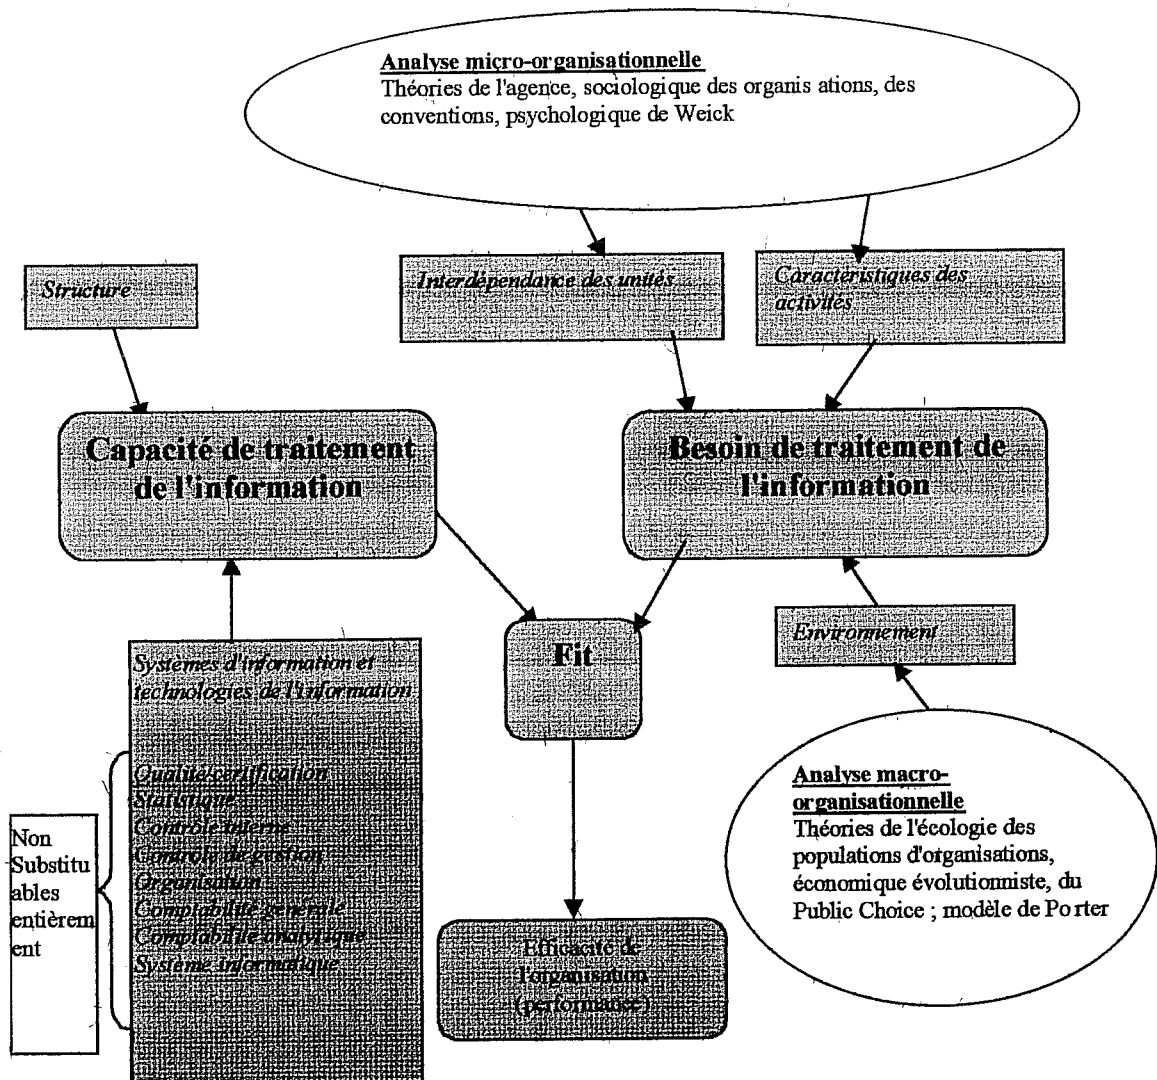 Analyse micro-organisationnelle
Théories de l'agence, sociologique des organis ations, des
conventions, psychologique de Weick
Structure
Interdépendance des unités
Caractéristiques des
activités
Capacité de traitement
de l'information
Besoin de traitement de
l'information
Fit
Environnement
Systèmes d'information et
technologies de l'information
Qualité/certification
Statistique
Contrôle interne
Contrôle de gestion
Organisation
Comptabilité générale
Comptabilité analytique
Système informatique
Non
Substitu
ables
entièrem
ent
Analyse macro-
organisationnelle
Théories de l'écologie des
populations d'organisations,
économique évolutionniste, du
Public Choice ; modèle de Po rter
Efficacité de
l'organisation
(performance)